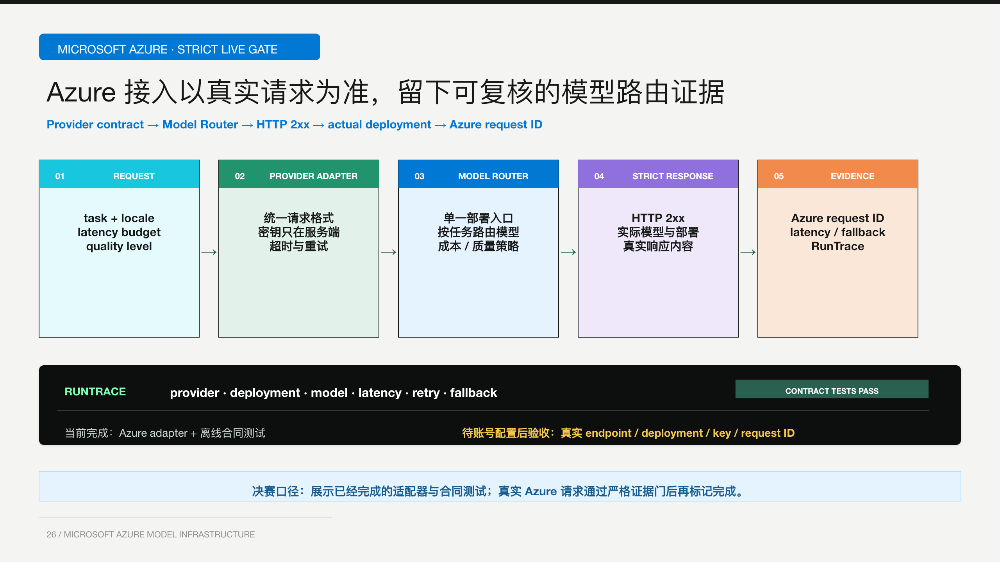 MICROSOFT AZURE · STRICT LIVE GATE
Azure 接入以真实请求为准，留下可复核的模型路由证据
Provider contract → Model Router → HTTP 2xx → actual deployment → Azure request ID
01 REQUEST
task + locale
latency budget
quality level
→
02 PROVIDER ADAPTER
统一请求格式
密钥只在服务端
超时与重试
→
03 MODEL ROUTER
单一部署入口
按任务路由模型
成本 / 质量策略
→
04 STRICT RESPONSE
HTTP 2xx
实际模型与部署
真实响应内容
→
05 EVIDENCE
Azure request ID
latency / fallback
RunTrace
RUNTRACE provider · deployment · model · latency · retry · fallback CONTRACT TESTS PASS
当前完成：Azure adapter + 离线合同测试 待账号配置后验收：真实 endpoint / deployment / key / request ID
决赛口径：展示已经完成的适配器与合同测试；真实 Azure 请求通过严格证据门后再标记完成。
26 / MICROSOFT AZURE MODEL INFRASTRUCTURE